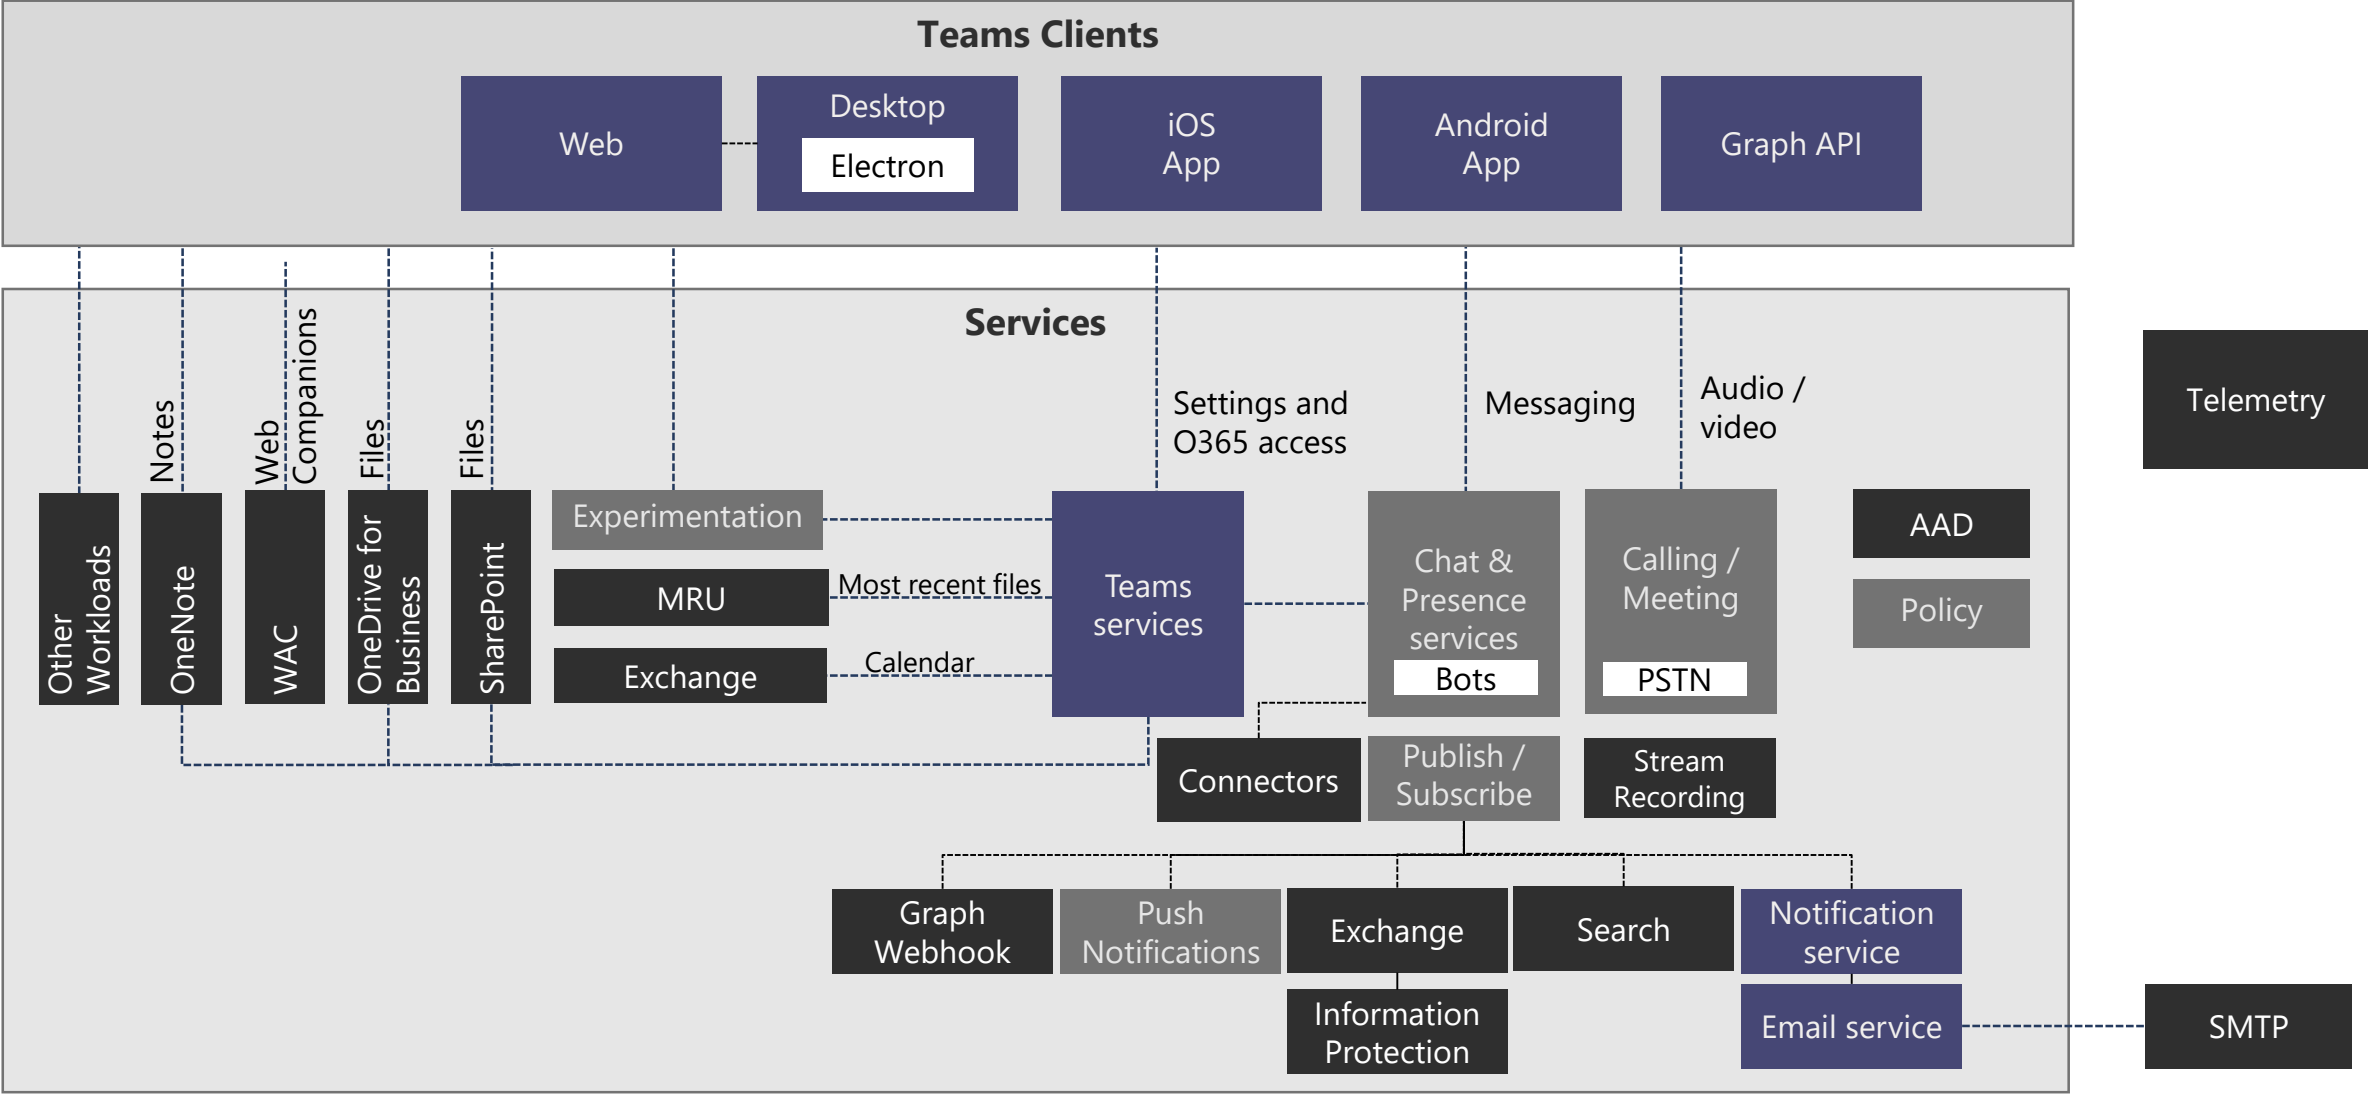 Teams Clients
Web
Desktop
Electron
iOS
App
Android
App
Graph API
Services
Notes
Web
Companions
Files
Files
Settings and
O365 access
Messaging
Audio /
video
Telemetry
Other
Workloads
OneNote
WAC
OneDrive for
Business
SharePoint
Experimentation
MRU
Most recent files
Exchange
Calendar
Teams
services
Chat &
Presence
services
Bots
Calling /
Meeting
PSTN
AAD
Policy
Connectors
Publish /
Subscribe
Stream
Recording
Graph
Webhook
Push
Notifications
Exchange
Search
Notification
service
Information
Protection
Email service
SMTP